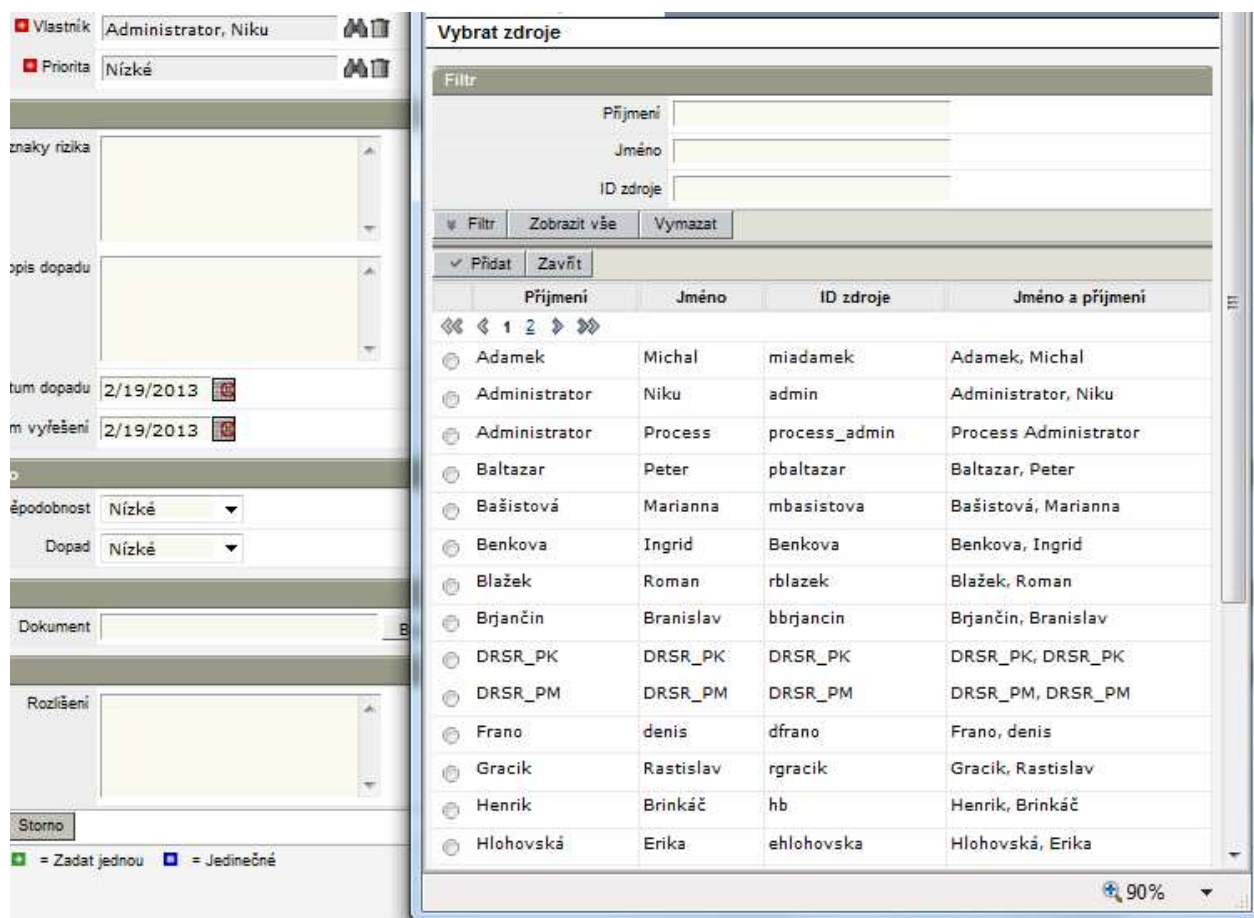 Vlastník Administrator, Niku
Priorita Nízké
znaky rizika
opis dopadu
tum dopadu 2/19/2013
m vyřešení 2/19/2013
o
ěpodobnost Nízké
Dopad Nízké
Dokument B
Rozlišení
Storno
= Zadat jednou = Jedinečné
Vybrat zdroje
Filtr
Příjmení
Jméno
ID zdroje
Filtr Zobrazit vše Vymazat
Přidat Zavřít
Příjmení Jméno ID zdroje Jméno a příjmení
1 2
Adamek Michal miadamek Adamek, Michal
Administrator Niku admin Administrator, Niku
Administrator Process process_admin Process Administrator
Baltazar Peter pbaltazar Baltazar, Peter
Bašistová Marianna mbasistova Bašistová, Marianna
Benkova Ingrid Benkova Benkova, Ingrid
Blažek Roman rblazek Blažek, Roman
Brjančin Branislav bbrjancin Brjančin, Branislav
DRSR_PK DRSR_PK DRSR_PK DRSR_PK, DRSR_PK
DRSR_PM DRSR_PM DRSR_PM DRSR_PM, DRSR_PM
Frano denis dfrano Frano, denis
Gracik Rastislav rgracik Gracik, Rastislav
Henrik Brinkáč hb Henrik, Brinkáč
Hlohovská Erika ehlohovska Hlohovská, Erika
90%